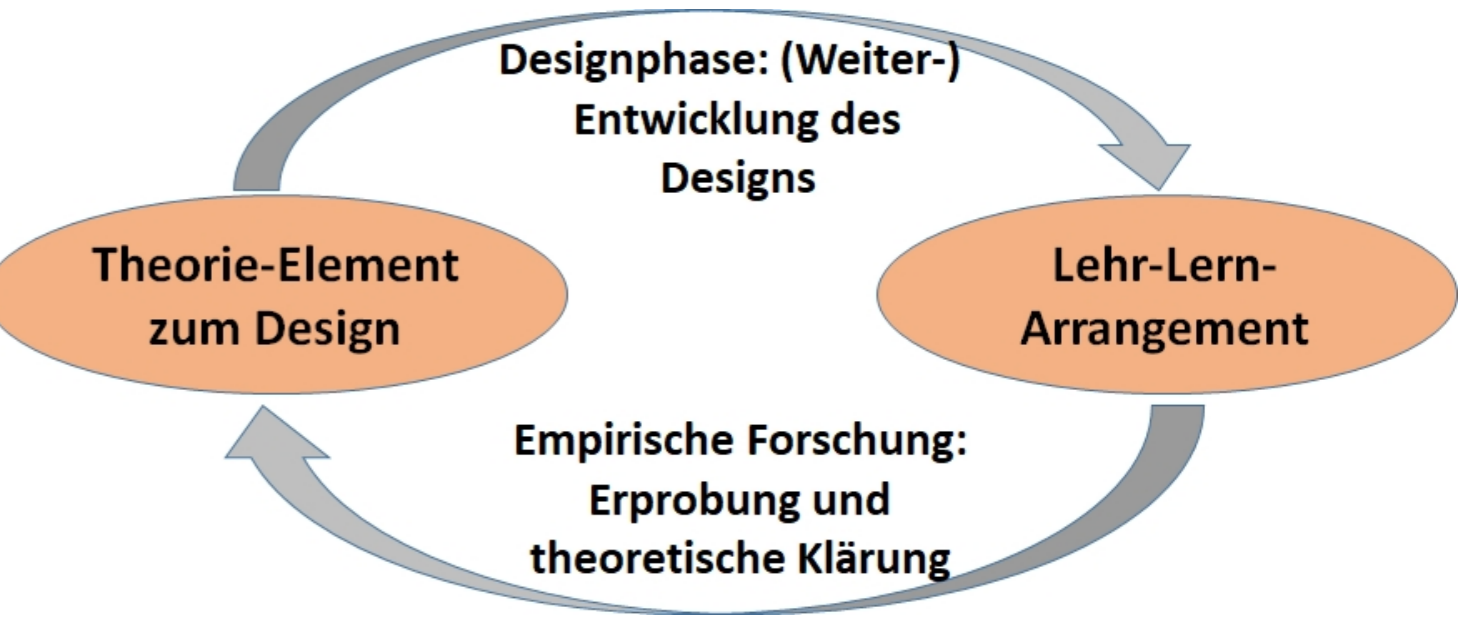 Designphase: (Weiter-)
Entwicklung des
Designs
Theorie-Element
zum Design
Lehr-Lern-
Arrangement
Empirische Forschung:
Erprobung und
theoretische Klärung